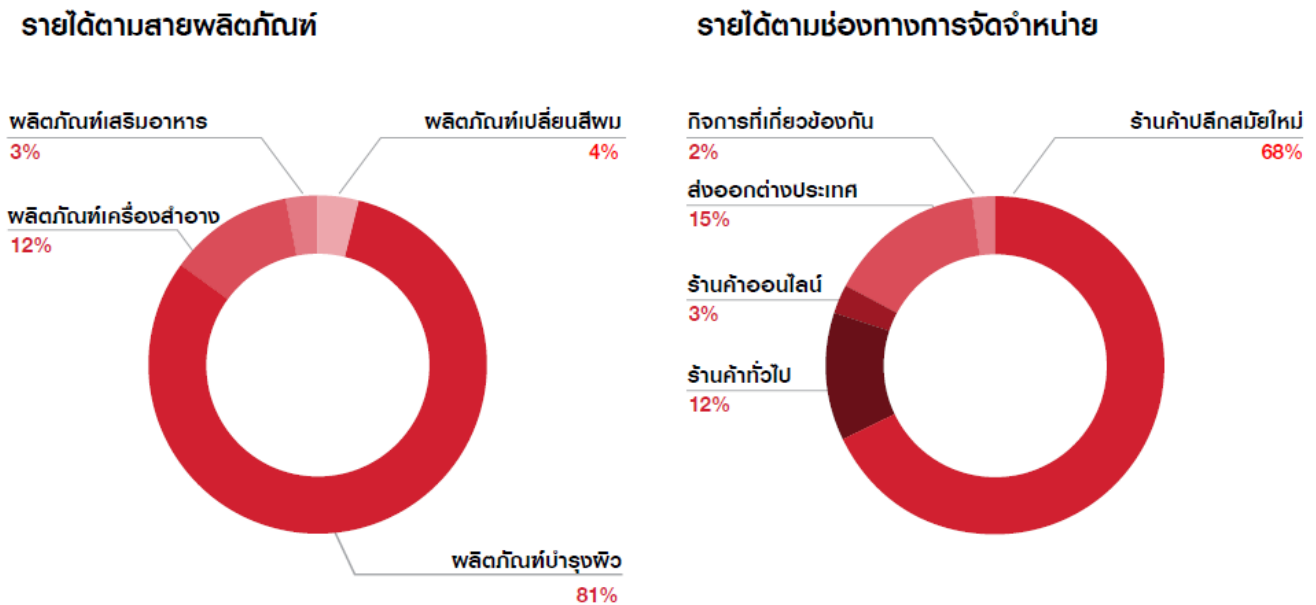 รายได้ตามสายผลิตภัณฑ์
ผลิตภัณฑ์เสริมอาหาร
3%
ผลิตภัณฑ์เปลี่ยนสีผม
4%
ผลิตภัณฑ์เครื่องสำอาง
12%
ผลิตภัณฑ์บำรุงผิว
81%
รายได้ตามช่องทางการจัดจำหน่าย
กิจการที่เกี่ยวข้องกัน
2%
ร้านค้าปลีกสมัยใหม่
68%
ส่งออกต่างประเทศ
15%
ร้านค้าออนไลน์
3%
ร้านค้าทั่วไป
12%